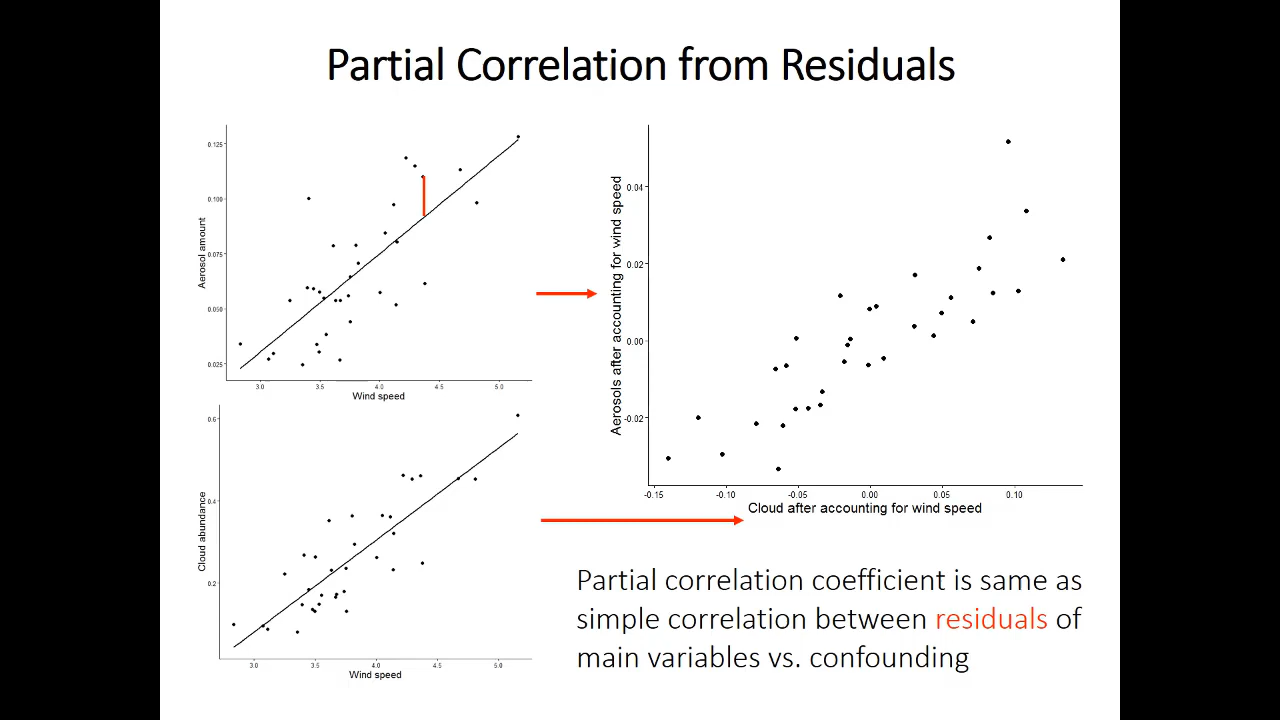 Partial Correlation from Residuals
Aerosol amount
0.125
0.100
0.075
0.050
0.025
3.0 3.5 4.0 4.5 5.0
Wind speed
Cloud abundance
0.6
0.4
0.2
3.0 3.5 4.0 4.5 5.0
Wind speed
Aerosols after accounting for wind speed
0.04
0.02
0.00
-0.02
-0.15 -0.10 -0.05 0.00 0.05 0.10
Cloud after accounting for wind speed
Partial correlation coefficient is same as
simple correlation between residuals of
main variables vs. confounding